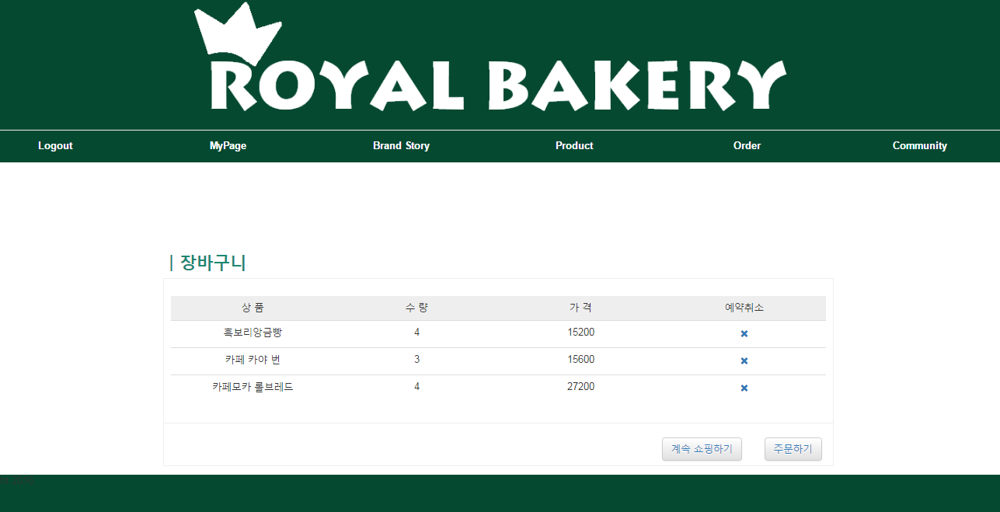 ROYAL BAKERY
Logout MyPage Brand Story Product Order Community
| 장바구니
상 품 수 량 가 격 예약취소
흑보리앙금빵 4 15200
카페 카야 번 3 15600
카페모카 롤브레드 4 27200
계속 쇼핑하기 주문하기